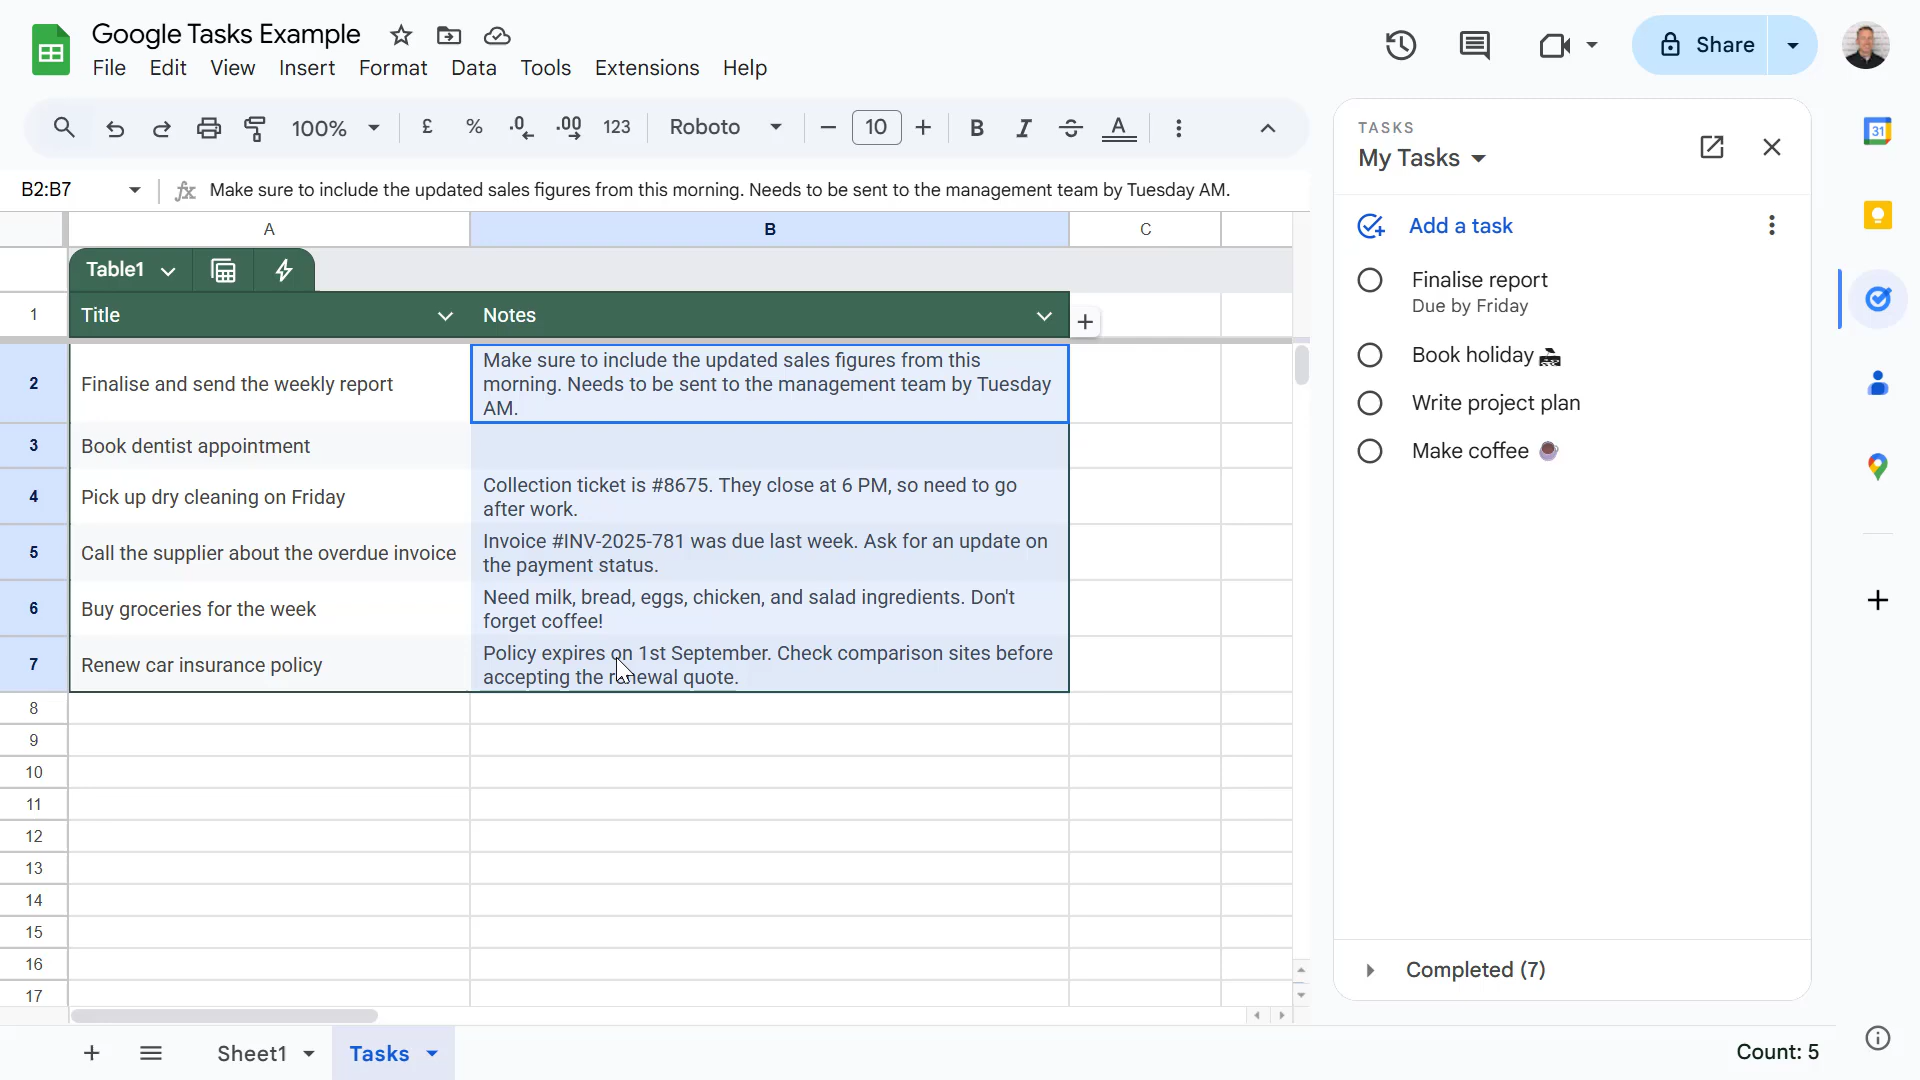 Google Tasks Example
File Edit View Insert Format Data Tools Extensions Help
Share
100% £ % .0 .00 123 Roboto 10 B I S A
B2:B7 fx Make sure to include the updated sales figures from this morning. Needs to be sent to the management team by Tuesday AM.
A B C
Table1
1 Title Notes
2 Finalise and send the weekly report
Make sure to include the updated sales figures from this
morning. Needs to be sent to the management team by Tuesday
AM.
3 Book dentist appointment
4 Pick up dry cleaning on Friday
Collection ticket is #8675. They close at 6 PM, so need to go
after work.
5 Call the supplier about the overdue invoice
Invoice #INV-2025-781 was due last week. Ask for an update on
the payment status.
6 Buy groceries for the week
Need milk, bread, eggs, chicken, and salad ingredients. Don't
forget coffee!
7 Renew car insurance policy
Policy expires on 1st September. Check comparison sites before
accepting the renewal quote.
8
9
10
11
12
13
14
15
16
17
Sheet1 Tasks
Count: 5
TASKS
My Tasks
Add a task
Finalise report
Due by Friday
Book holiday 🏝
Write project plan
Make coffee ☕
Completed (7)
31